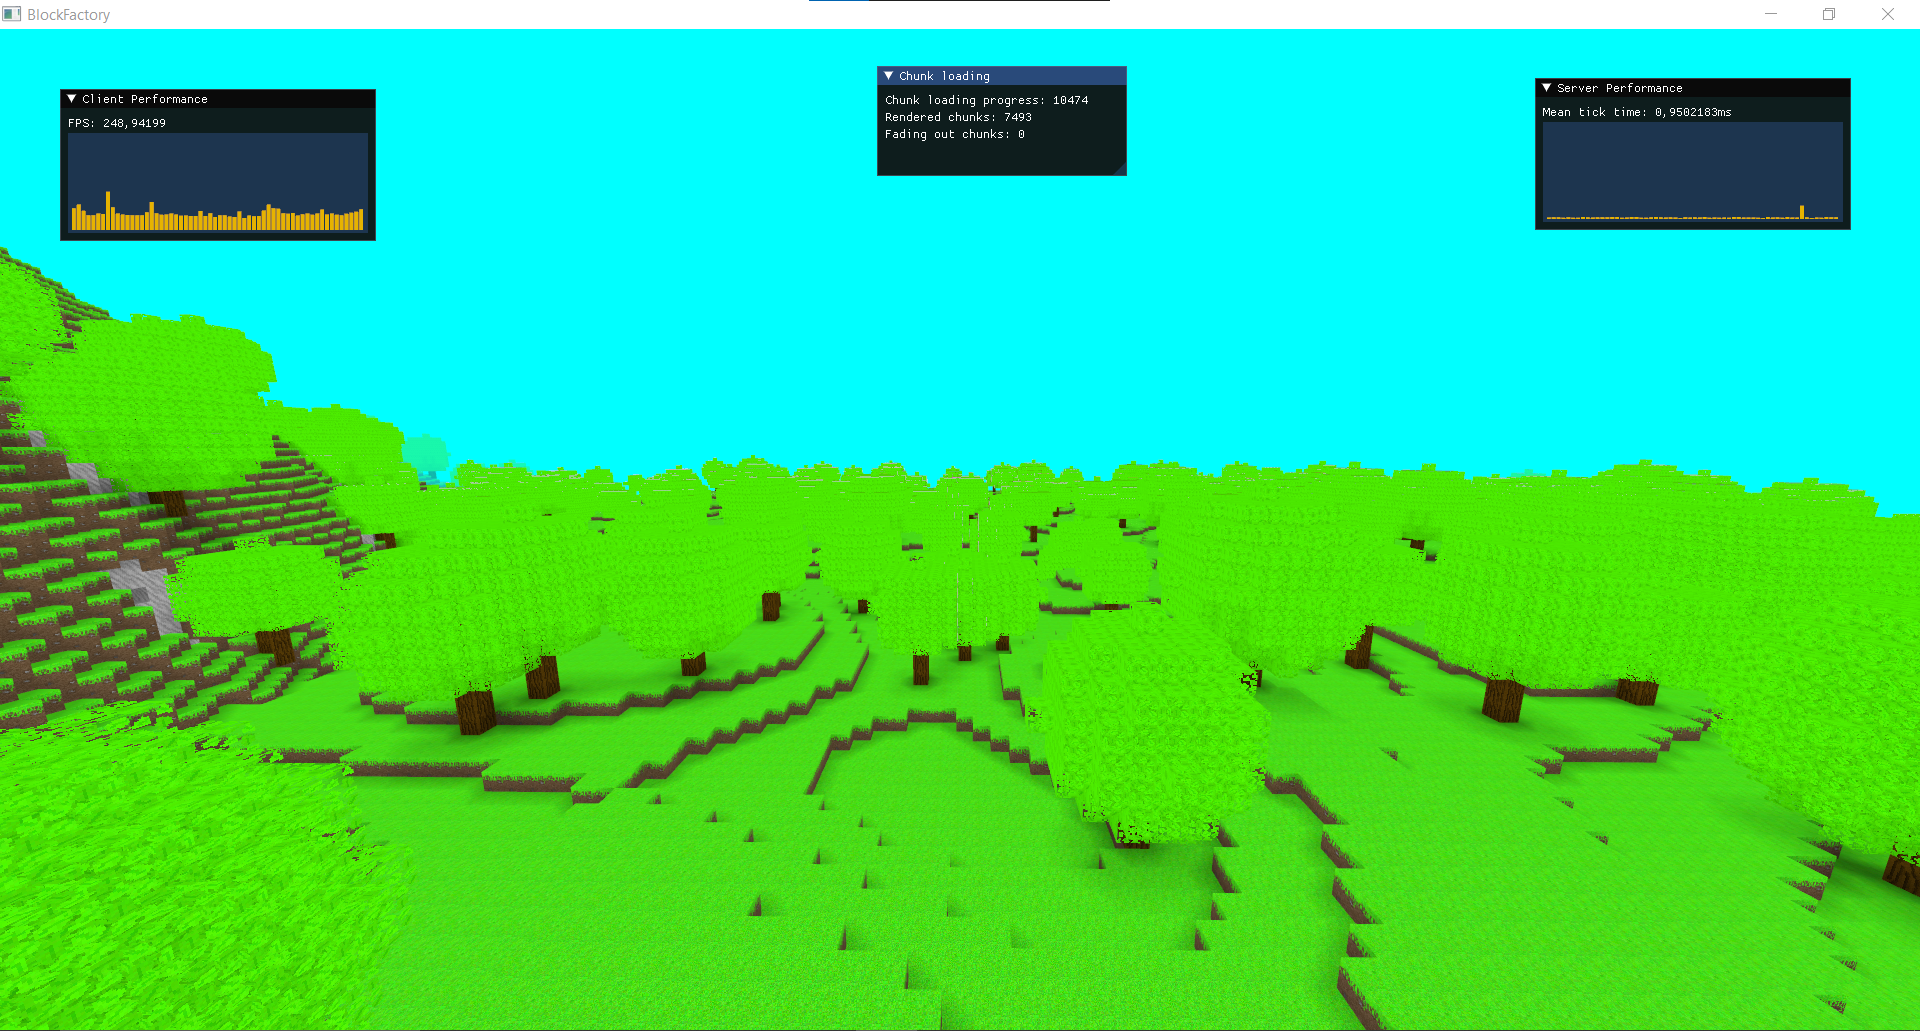 BlockFactory
Client Performance
FPS: 248,94199
Chunk loading
Chunk loading progress: 10474
Rendered chunks: 7493
Fading out chunks: 0
Server Performance
Mean tick time: 0,9502183ms